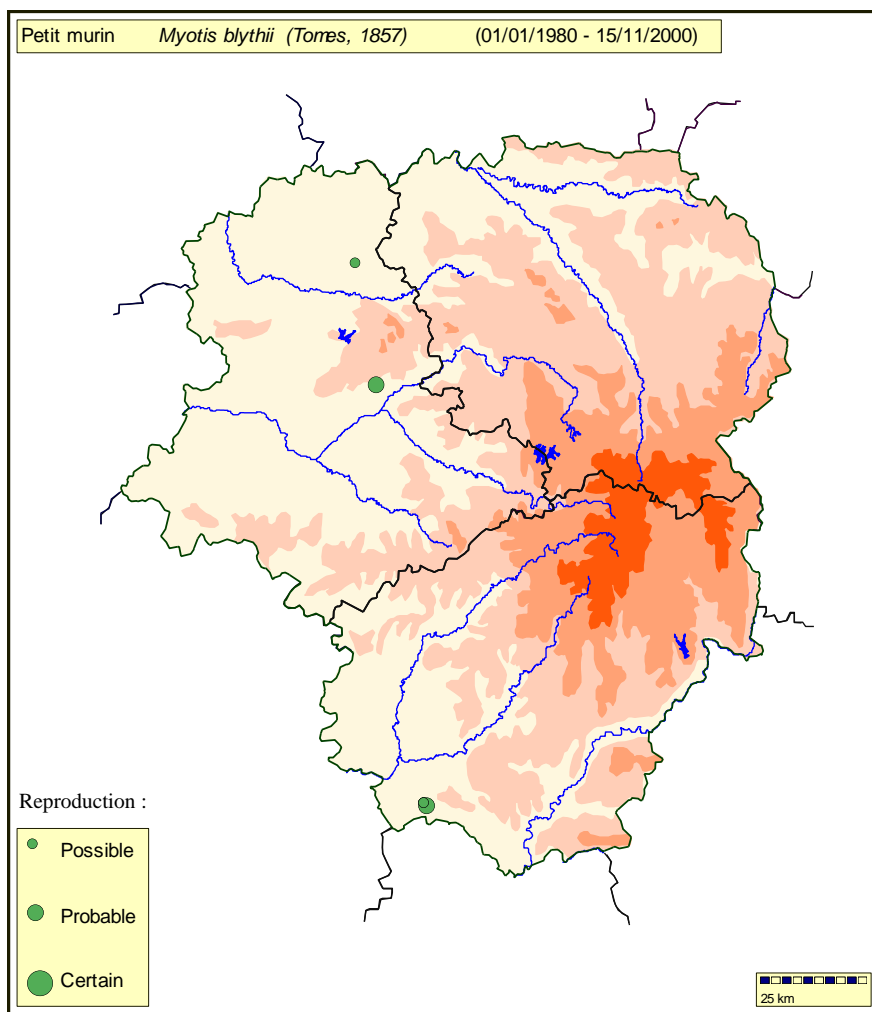 Petit murin Myotis blythii (Tomes, 1857) (01/01/1980 - 15/11/2000)
Reproduction :
Possible
Probable
Certain
25 km